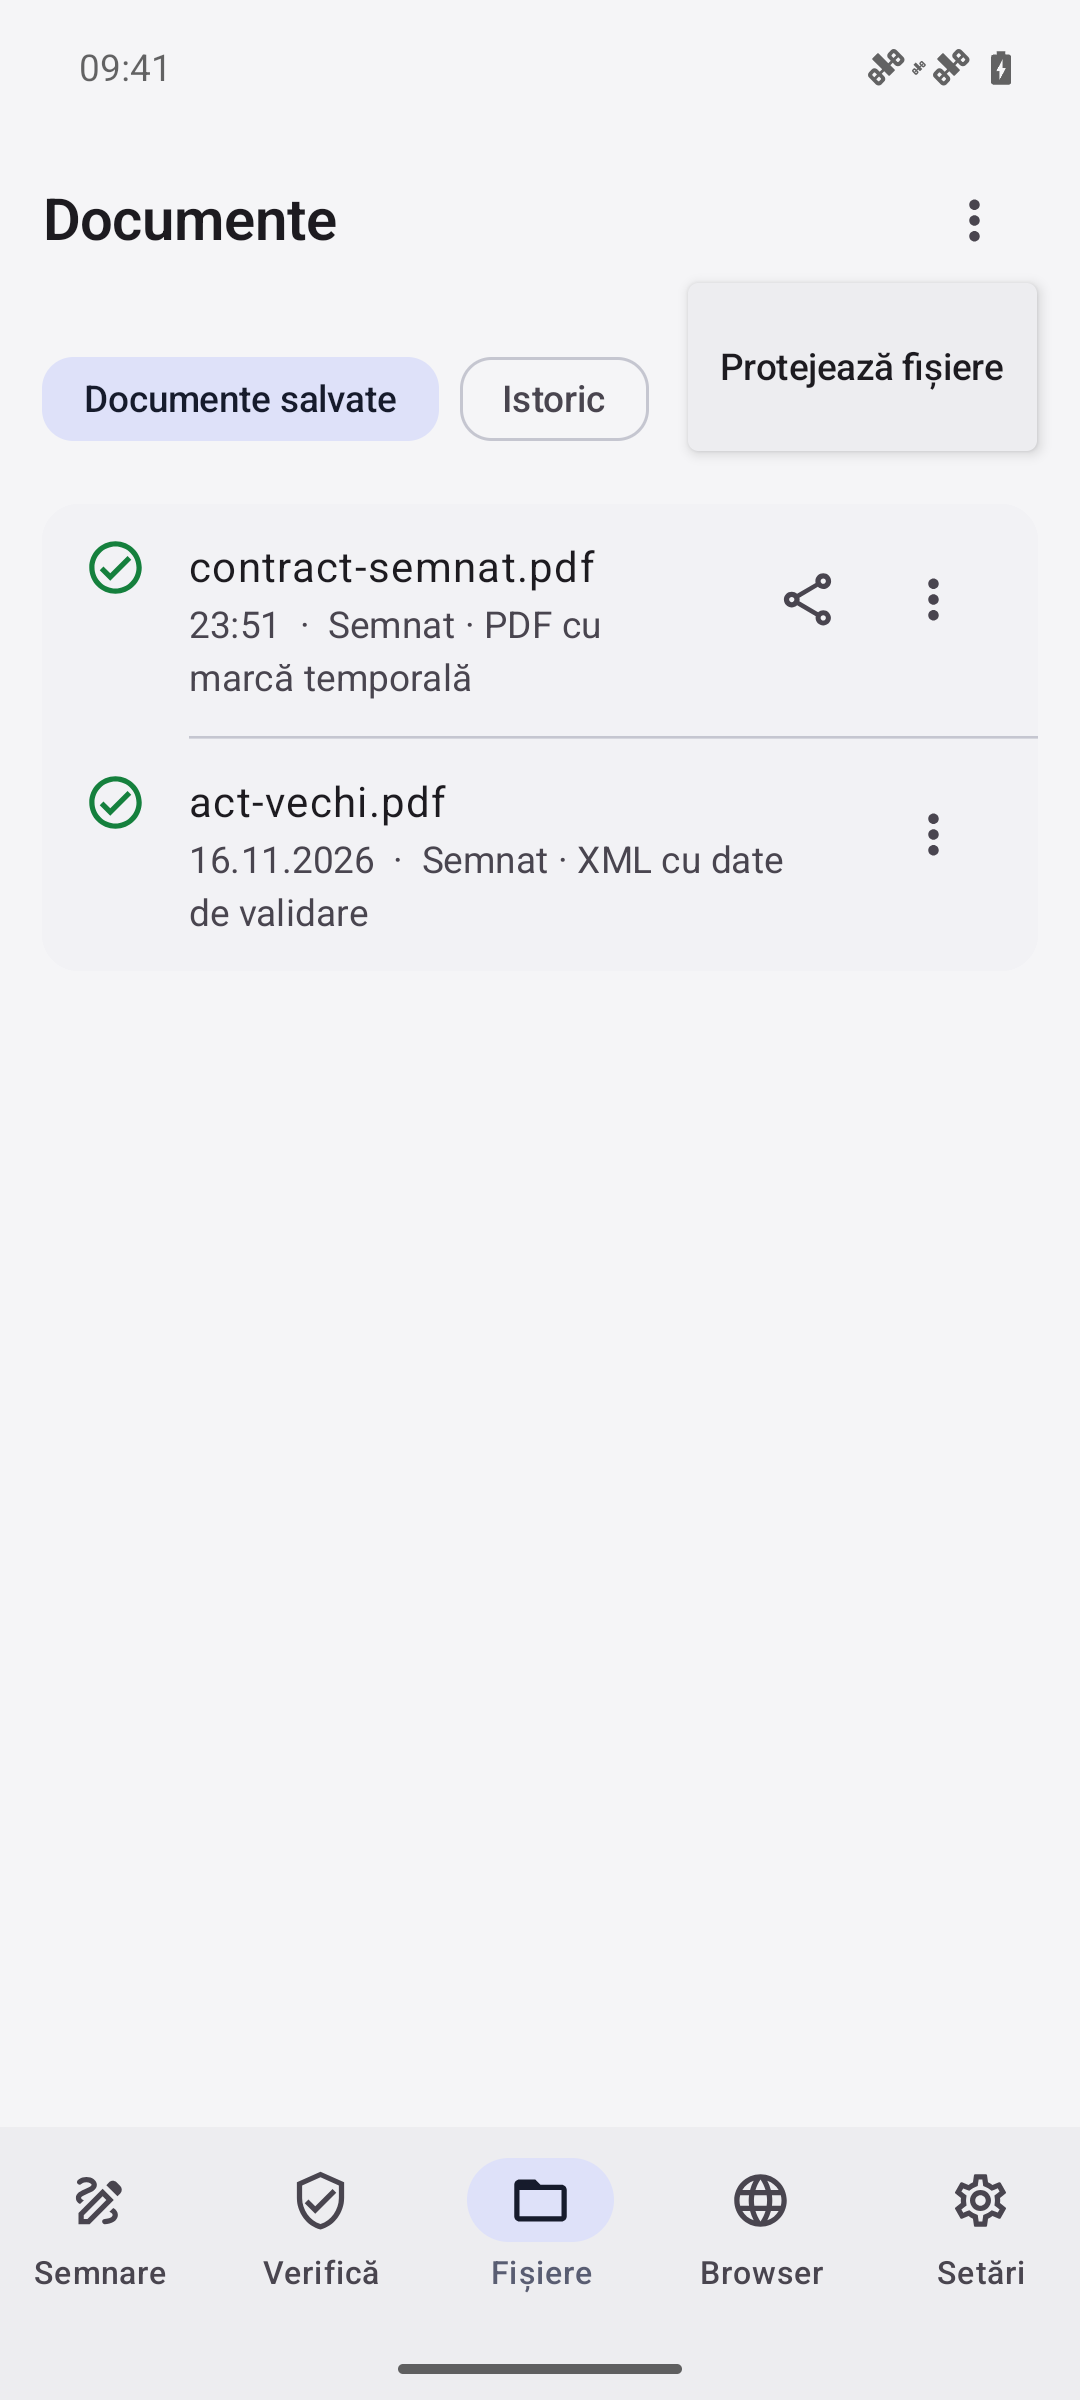 09:41
Documente
Protejează fișiere
Documente salvate
Istoric
contract-semnat.pdf
23:51 · Semnat · PDF cu
marcă temporală
act-vechi.pdf
16.11.2026 · Semnat · XML cu date
de validare
Semnare
Verifică
Fișiere
Browser
Setări